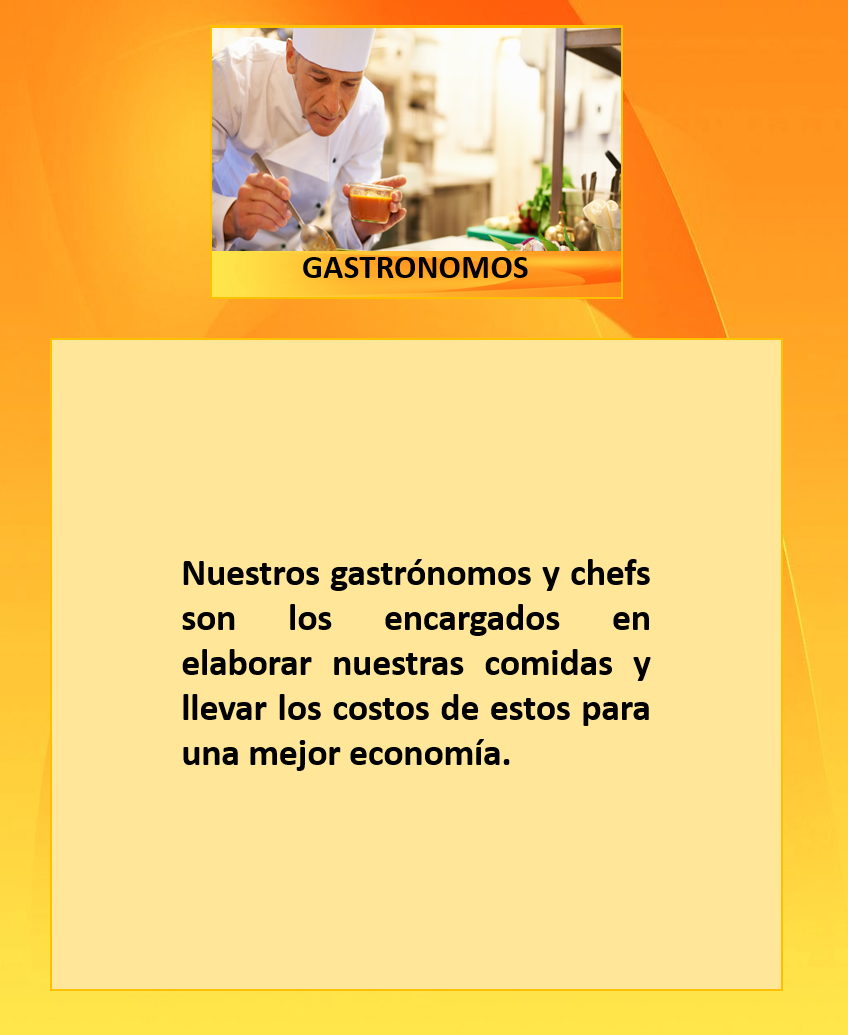 GASTRONOMOS
Nuestros gastrónomos y chefs
son los encargados en
elaborar nuestras comidas y
llevar los costos de estos para
una mejor economía.